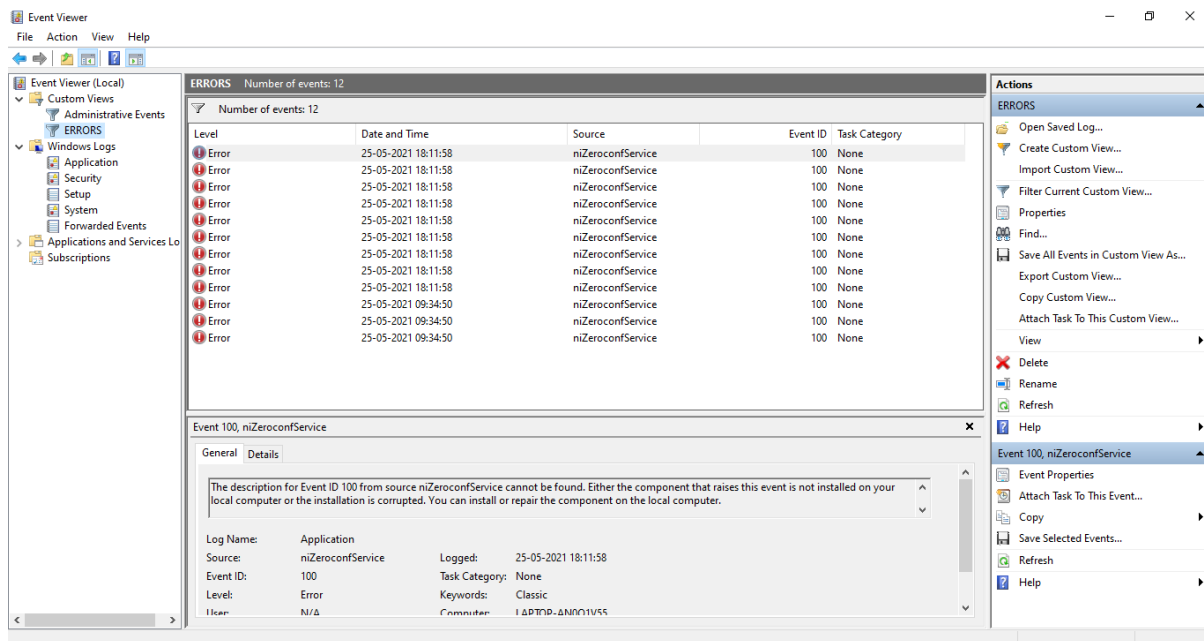 Event Viewer
File Action View Help
Event Viewer (Local)
Custom Views
Administrative Events
ERRORS
Windows Logs
Application
Security
Setup
System
Forwarded Events
Applications and Services Lo
Subscriptions
ERRORS Number of events: 12
Number of events: 12
Level Date and Time Source Event ID Task Category
Error 25-05-2021 18:11:58 niZeroconfService 100 None
Error 25-05-2021 18:11:58 niZeroconfService 100 None
Error 25-05-2021 18:11:58 niZeroconfService 100 None
Error 25-05-2021 18:11:58 niZeroconfService 100 None
Error 25-05-2021 18:11:58 niZeroconfService 100 None
Error 25-05-2021 18:11:58 niZeroconfService 100 None
Error 25-05-2021 18:11:58 niZeroconfService 100 None
Error 25-05-2021 18:11:58 niZeroconfService 100 None
Error 25-05-2021 18:11:58 niZeroconfService 100 None
Error 25-05-2021 09:34:50 niZeroconfService 100 None
Error 25-05-2021 09:34:50 niZeroconfService 100 None
Error 25-05-2021 09:34:50 niZeroconfService 100 None
Event 100, niZeroconfService
General Details
The description for Event ID 100 from source niZeroconfService cannot be found. Either the component that raises this event is not installed on your
local computer or the installation is corrupted. You can install or repair the component on the local computer.
Log Name: Application
Source: niZeroconfService Logged: 25-05-2021 18:11:58
Event ID: 100 Task Category: None
Level: Error Keywords: Classic
User: N/A Computer: LAPTOP-AN0O1V55
Actions
ERRORS
Open Saved Log...
Create Custom View...
Import Custom View...
Filter Current Custom View...
Properties
Find...
Save All Events in Custom View As...
Export Custom View...
Copy Custom View...
Attach Task To This Custom View...
View
Delete
Rename
Refresh
Help
Event 100, niZeroconfService
Event Properties
Attach Task To This Event...
Copy
Save Selected Events...
Refresh
Help